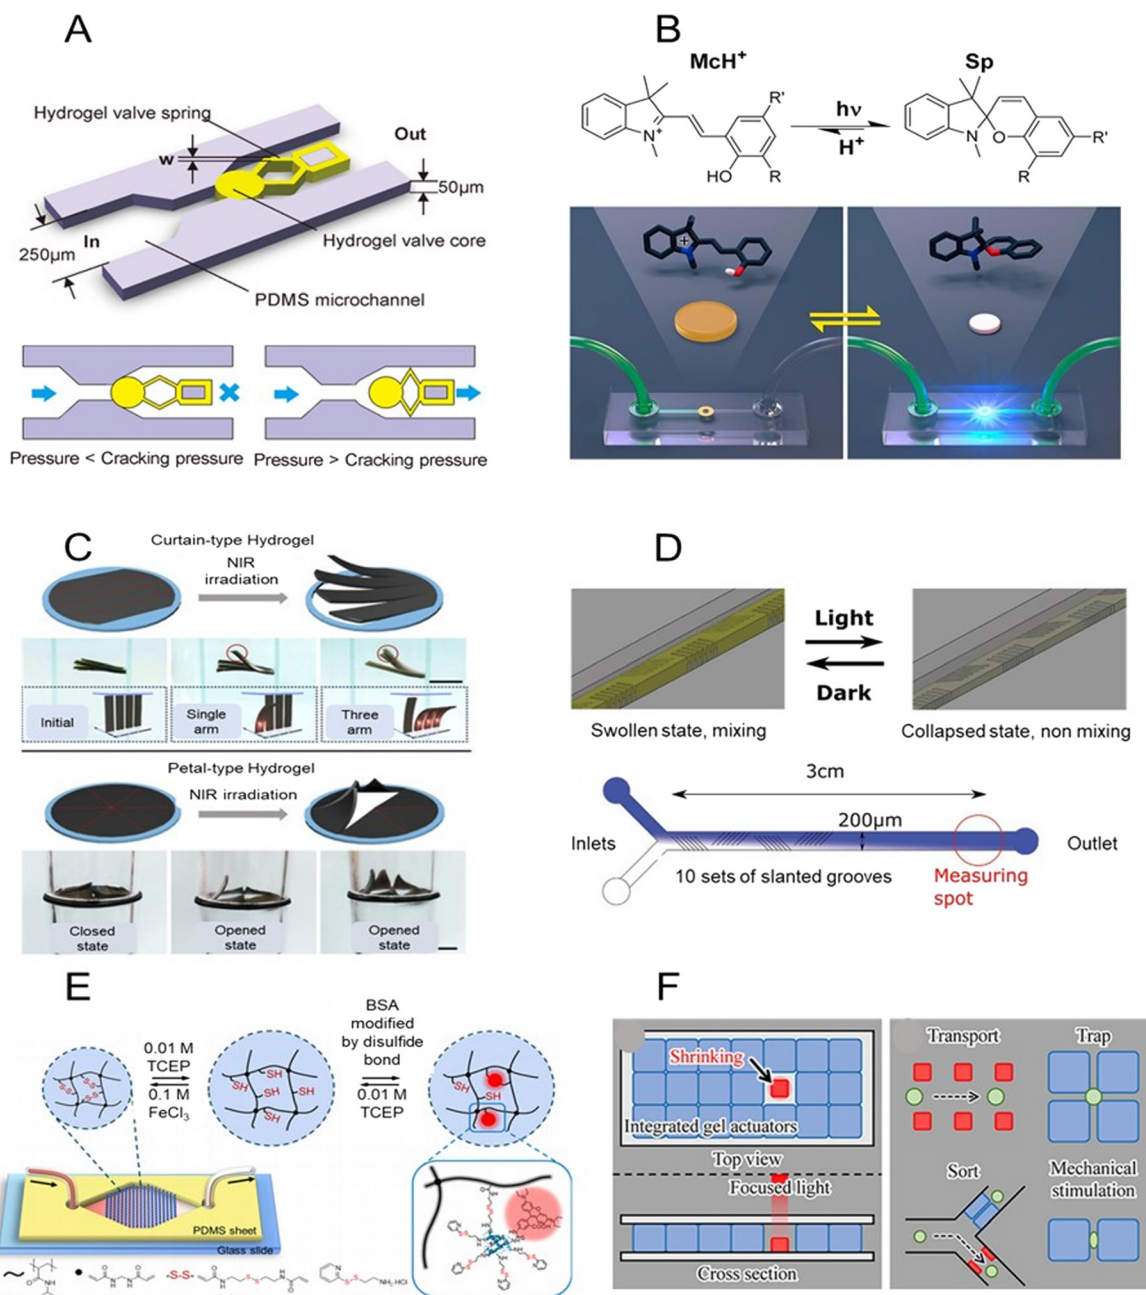 A
Hydrogel valve spring
Out
w
50μm
In
250μm
Hydrogel valve core
PDMS microchannel
Pressure < Cracking pressure
Pressure > Cracking pressure
B
McH+
Sp
R'
hν
H+
N+
HO
R
N
O
R'
R
+
C
Curtain-type Hydrogel
NIR
irradiation
Initial
Single
arm
Three
arm
Petal-type Hydrogel
NIR irradiation
Closed
state
Opened
state
Opened
state
D
Light
Dark
Swollen state, mixing
Collapsed state, non mixing
3cm
200μm
Inlets
Outlet
10 sets of slanted grooves
Measuring
spot
E
0.01 M
TCEP
0.1 M
FeCl3
BSA
modified
by disulfide
bond
0.01 M
TCEP
S-S
S-S
S-S
SH
SH
SH
SH
SH
SH
SH
SH
PDMS sheet
Glass slide
-S-S-
NH2·HCl
F
Shrinking
Integrated gel actuators
Top view
Focused light
Cross section
Transport
Trap
Sort
Mechanical
stimulation